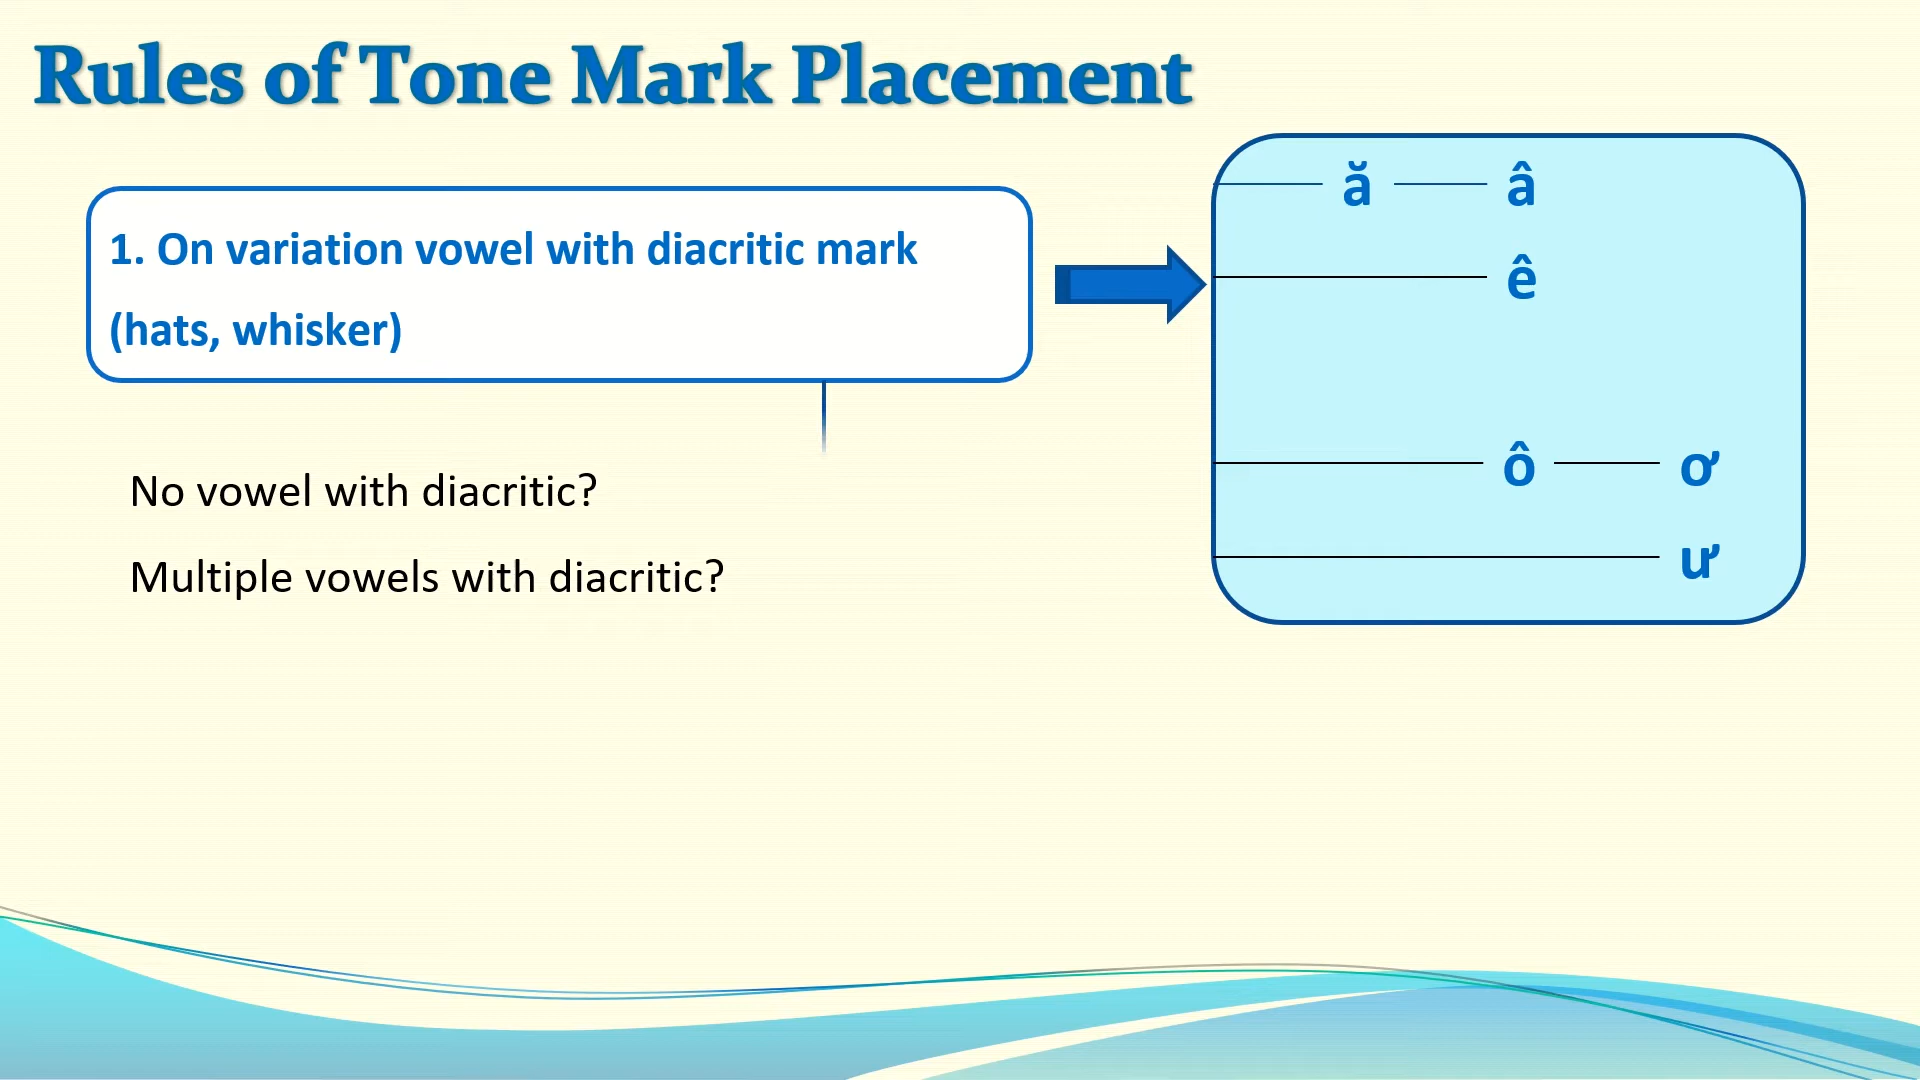 Rules of Tone Mark Placement
1. On variation vowel with diacritic mark
(hats, whisker)
No vowel with diacritic?
Multiple vowels with diacritic?
ă â
ê
ô ơ
ư